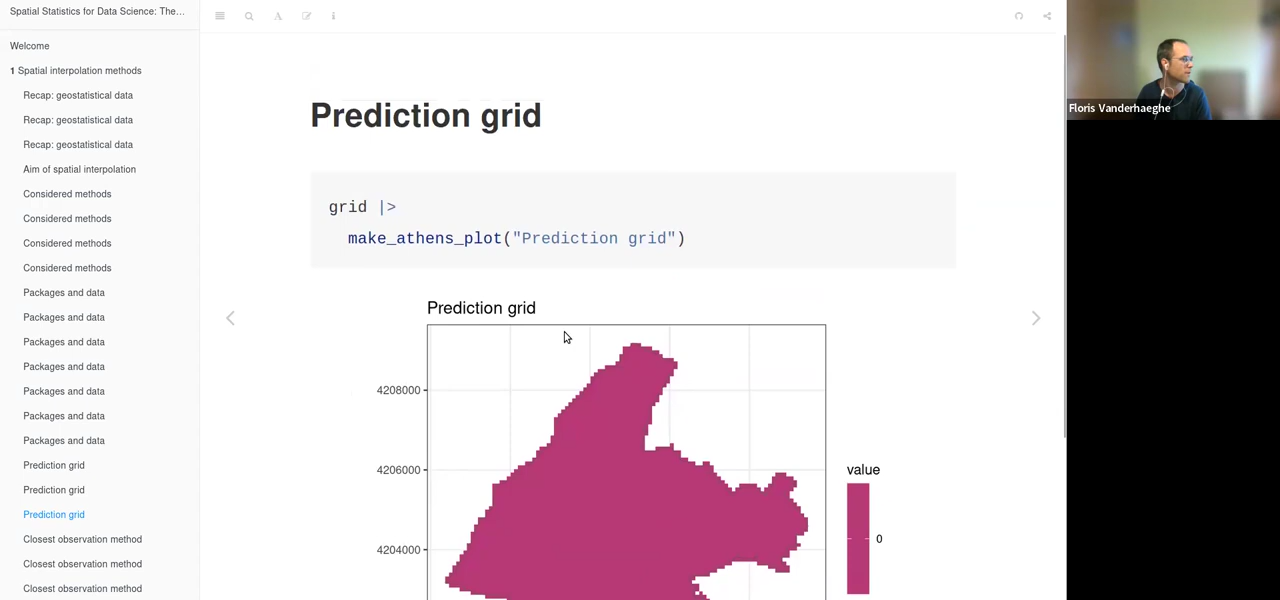 Spatial Statistics for Data Science: The…
Welcome
1 Spatial interpolation methods
Recap: geostatistical data
Recap: geostatistical data
Recap: geostatistical data
Aim of spatial interpolation
Considered methods
Considered methods
Considered methods
Considered methods
Packages and data
Packages and data
Packages and data
Packages and data
Packages and data
Packages and data
Packages and data
Prediction grid
Prediction grid
Prediction grid
Closest observation method
Closest observation method
Closest observation method
A
i
Prediction grid
grid |>
make_athens_plot("Prediction grid")
Prediction grid
4208000
4206000
4204000
value
0
Floris Vanderhaeghe